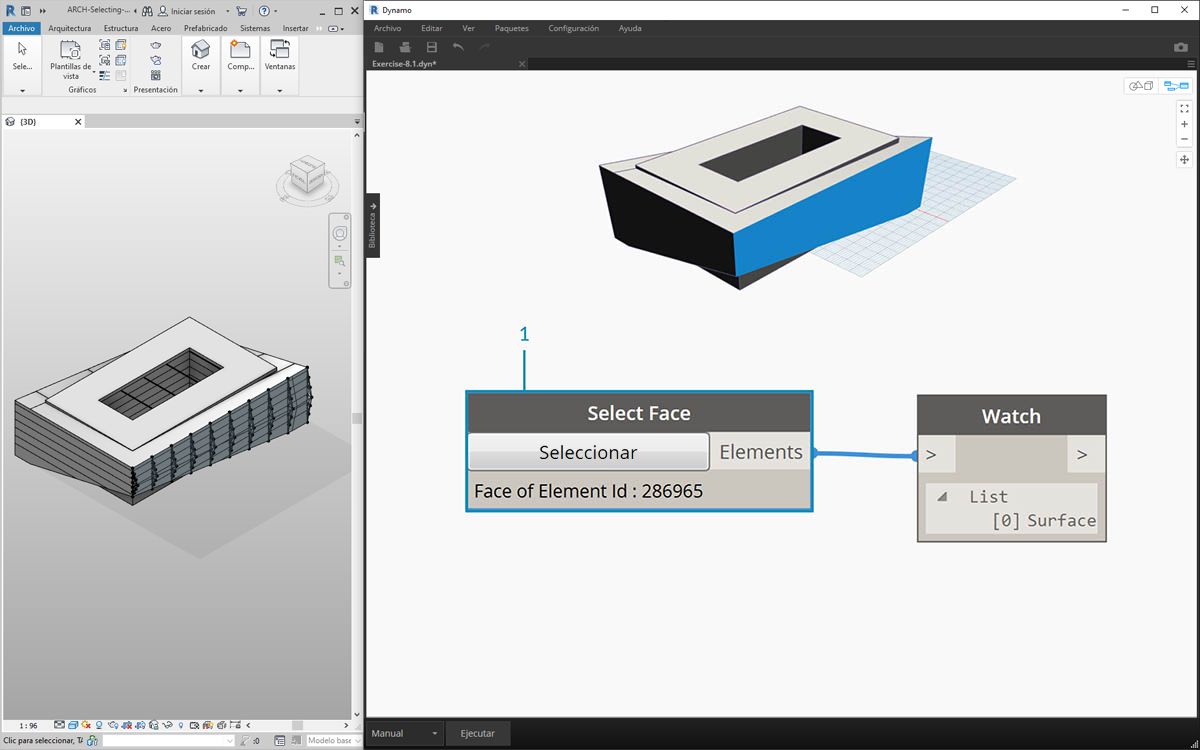 ARCH-Selecting-...
Iniciar sesión
Archivo
Arquitectura
Estructura
Acero
Prefabricado
Sistemas
Insertar
Sele...
Plantillas de
vista
Gráficos
Presentación
Crear
Comp...
Ventanas
{3D}
1 : 96
Clic para seleccionar, TA
:0
Modelo base
Dynamo
Archivo
Editar
Ver
Paquetes
Configuración
Ayuda
Exercise-8.1.dyn*
Biblioteca
1
Select Face
Seleccionar
Elements
Face of Element Id : 286965
Watch
>
>
List
[0] Surface
Manual
Ejecutar